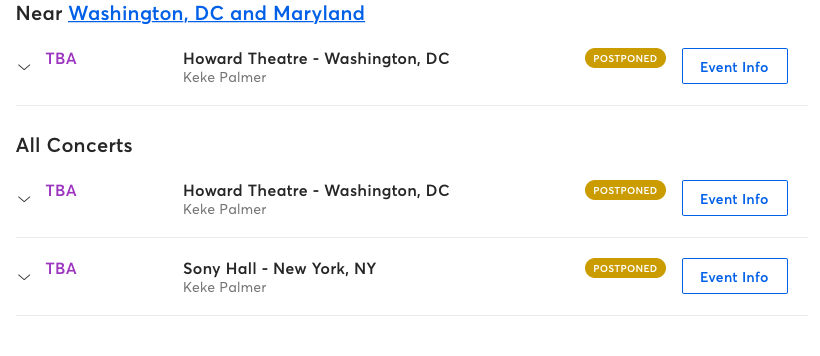 Near Washington, DC and Maryland
TBA Howard Theatre - Washington, DC POSTPONED Event Info
Keke Palmer
All Concerts
TBA Howard Theatre - Washington, DC POSTPONED Event Info
Keke Palmer
TBA Sony Hall - New York, NY POSTPONED Event Info
Keke Palmer